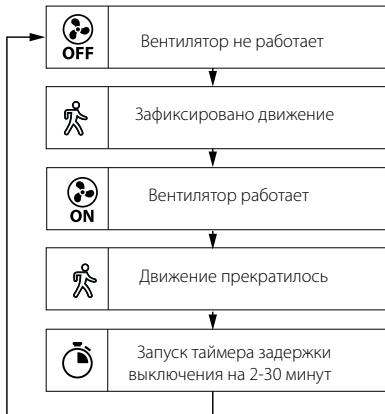 OFF
Вентилятор не работает
Зафиксировано движение
ON
Вентилятор работает
Движение прекратилось
Запуск таймера задержки
выключения на 2-30 минут